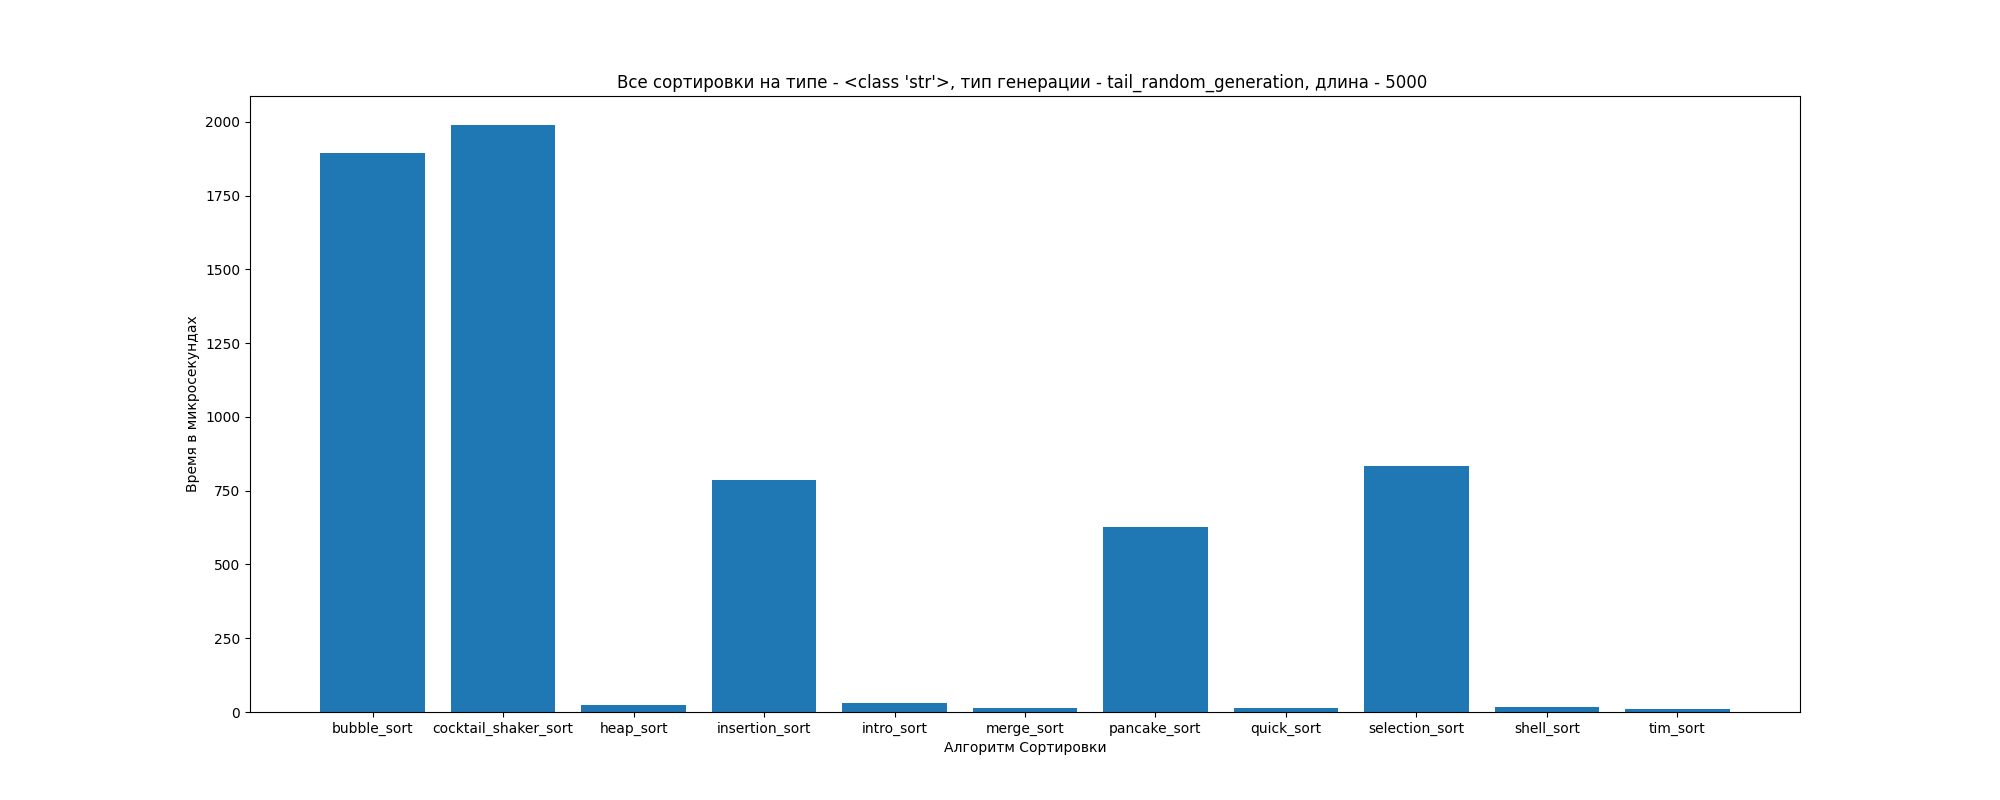 Все сортировки на типе - <class 'str'>, тип генерации - tail_random_generation, длина - 5000
2000
1750
1500
1250
1000
750
500
250
0
Время в микросекундах
bubble_sort cocktail_shaker_sort heap_sort insertion_sort intro_sort merge_sort pancake_sort quick_sort selection_sort shell_sort tim_sort
Алгоритм Сортировки